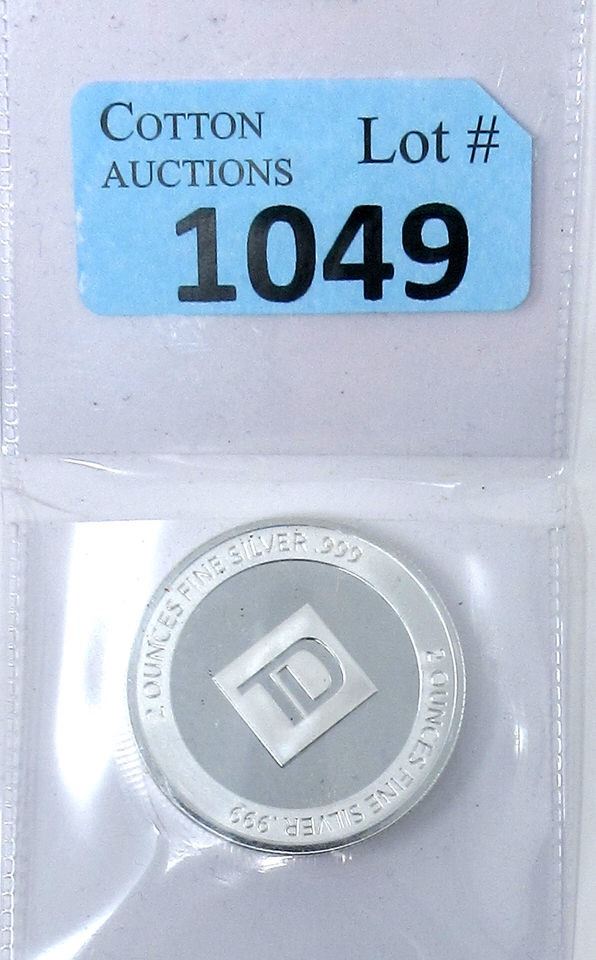 COTTON
AUCTIONS
Lot #
1049
2 OUNCES FINE SILVER .999
TD
2 OUNCES FINE SILVER .999